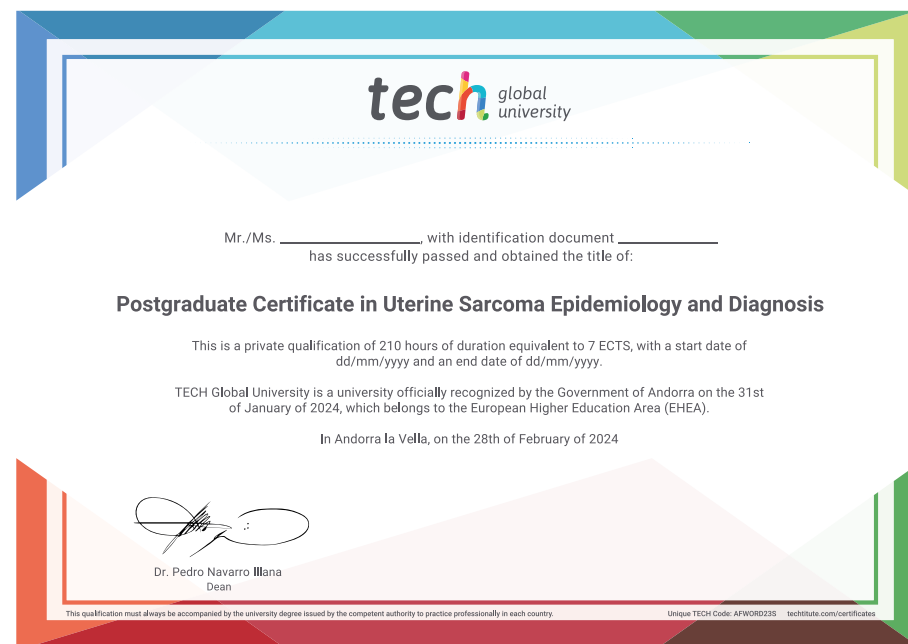 tech global
university
Mr./Ms. ____________, with identification document ____________
has successfully passed and obtained the title of:
Postgraduate Certificate in Uterine Sarcoma Epidemiology and Diagnosis
This is a private qualification of 210 hours of duration equivalent to 7 ECTS, with a start date of
dd/mm/yyyy and an end date of dd/mm/yyyy.
TECH Global University is a university officially recognized by the Government of Andorra on the 31st
of January of 2024, which belongs to the European Higher Education Area (EHEA).
In Andorra la Vella, on the 28th of February of 2024
Dr. Pedro Navarro Illana
Dean
This qualification must always be accompanied by the university degree issued by the competent authority to practice professionally in each country.
Unique TECH Code: AFWORD23S techtitute.com/certificates